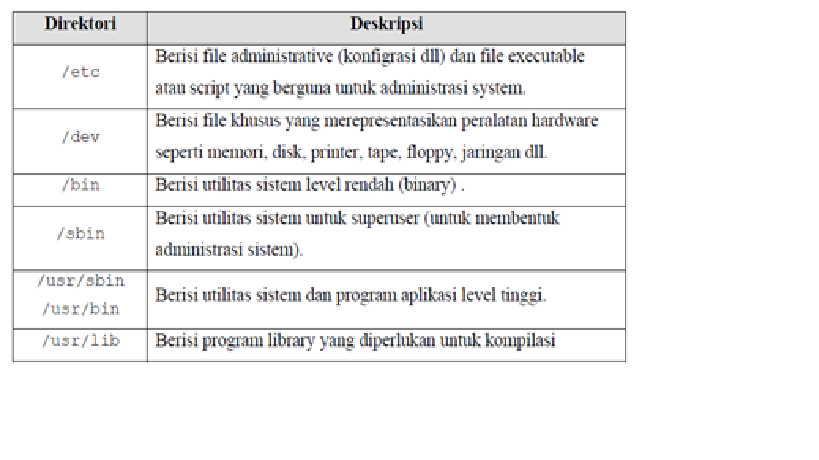 Direktori Deskripsi
/etc
Berisi file administrative (konfigrasi dll) dan file executable
atau script yang berguna untuk administrasi system.
/dev
Berisi file khusus yang merepresentasikan peralatan hardware
seperti memori, disk, printer, tape, floppy, jaringan dll.
/bin Berisi utilitas sistem level rendah (binary) .
/sbin
Berisi utilitas sistem untuk superuser (untuk membentuk
administrasi sistem).
/usr/sbin
/usr/bin
Berisi utilitas sistem dan program aplikasi level tinggi.
/usr/lib Berisi program library yang diperlukan untuk kompilasi